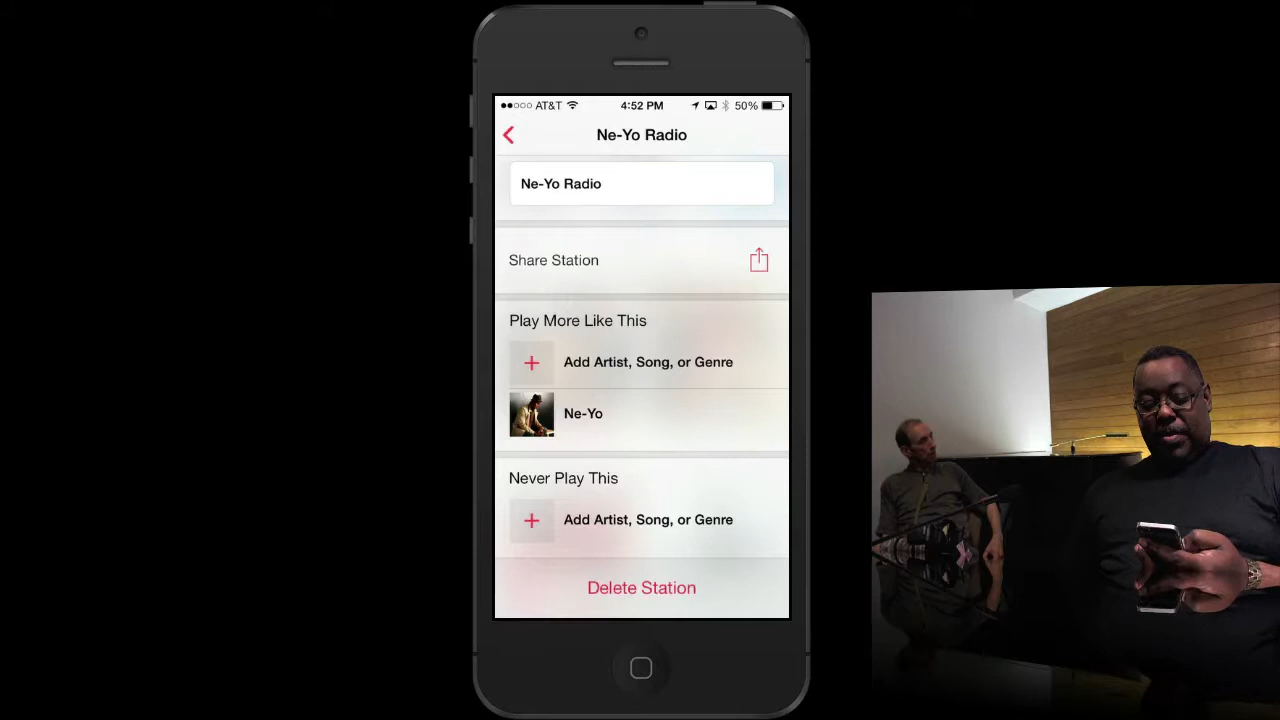 AT&T 4:52 PM 50%
Ne-Yo Radio
Ne-Yo Radio
Share Station
Play More Like This
Add Artist, Song, or Genre
Ne-Yo
Never Play This
Add Artist, Song, or Genre
Delete Station